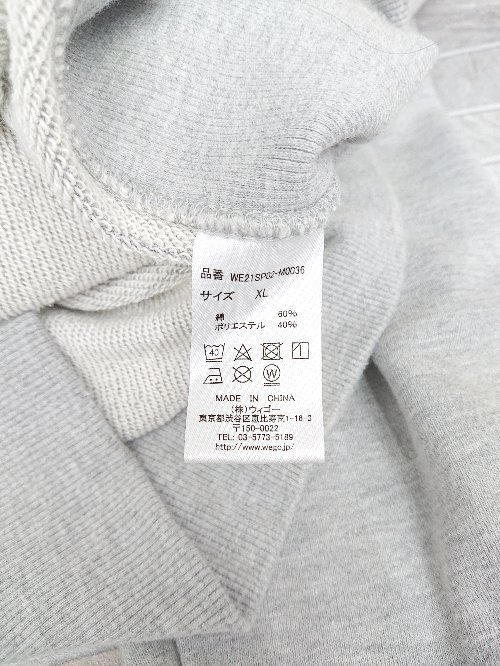 品番 WE21SP02-M0036
サイズ XL
綿 60%
ポリエステル 40%
40
W
MADE IN CHINA
(株)ウィゴー
東京都渋谷区恵比寿南1-16-3
〒150-0022
TEL: 03-5773-5189
http://www.wego.jp/